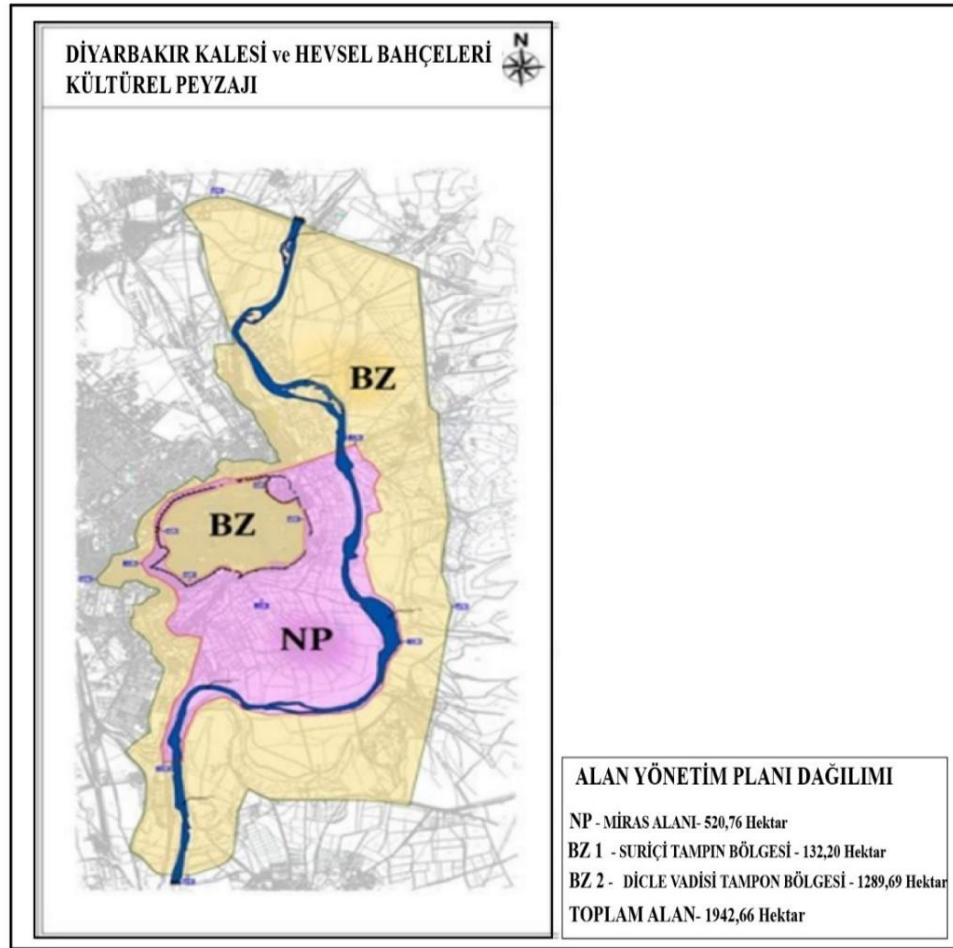 DİYARBAKIR KALESİ ve HEVSEL BAHÇELERİ
KÜLTÜREL PEYZAJI
N
BZ
BZ
NP
ALAN YÖNETİM PLANI DAĞILIMI
NP - MİRAS ALANI- 520,76 Hektar
BZ 1 - SURİÇİ TAMPIN BÖLGESİ - 132,20 Hektar
BZ 2 - DİCLE VADİSİ TAMPON BÖLGESİ - 1289,69 Hektar
TOPLAM ALAN- 1942,66 Hektar